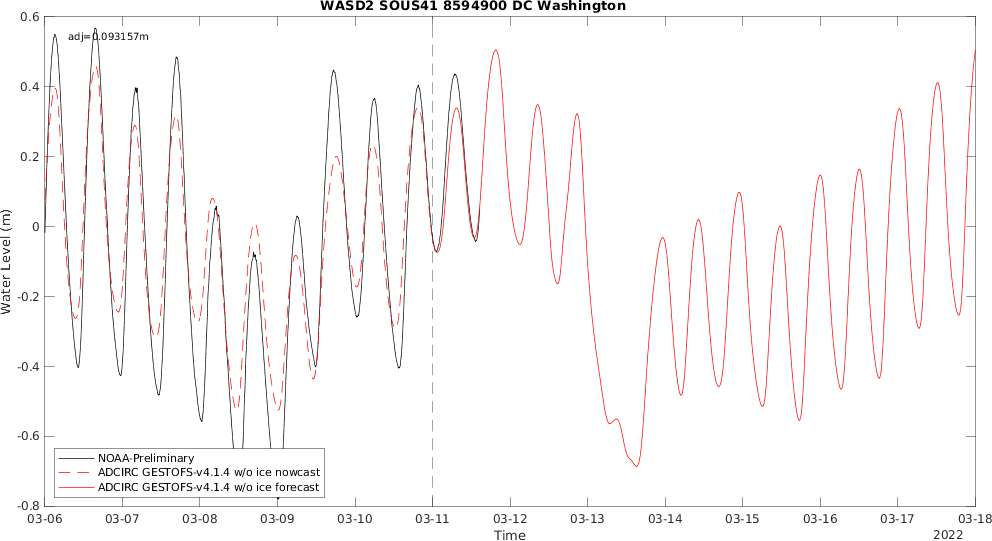 WASD2 SOUS41 8594900 DC Washington
adj=0.093157m
0.6
0.4
0.2
0
-0.2
-0.4
-0.6
-0.8
Water Level (m)
NOAA-Preliminary
ADCIRC GESTOFS-v4.1.4 w/o ice nowcast
ADCIRC GESTOFS-v4.1.4 w/o ice forecast
03-06 03-07 03-08 03-09 03-10 03-11 03-12 03-13 03-14 03-15 03-16 03-17 03-18
Time
2022